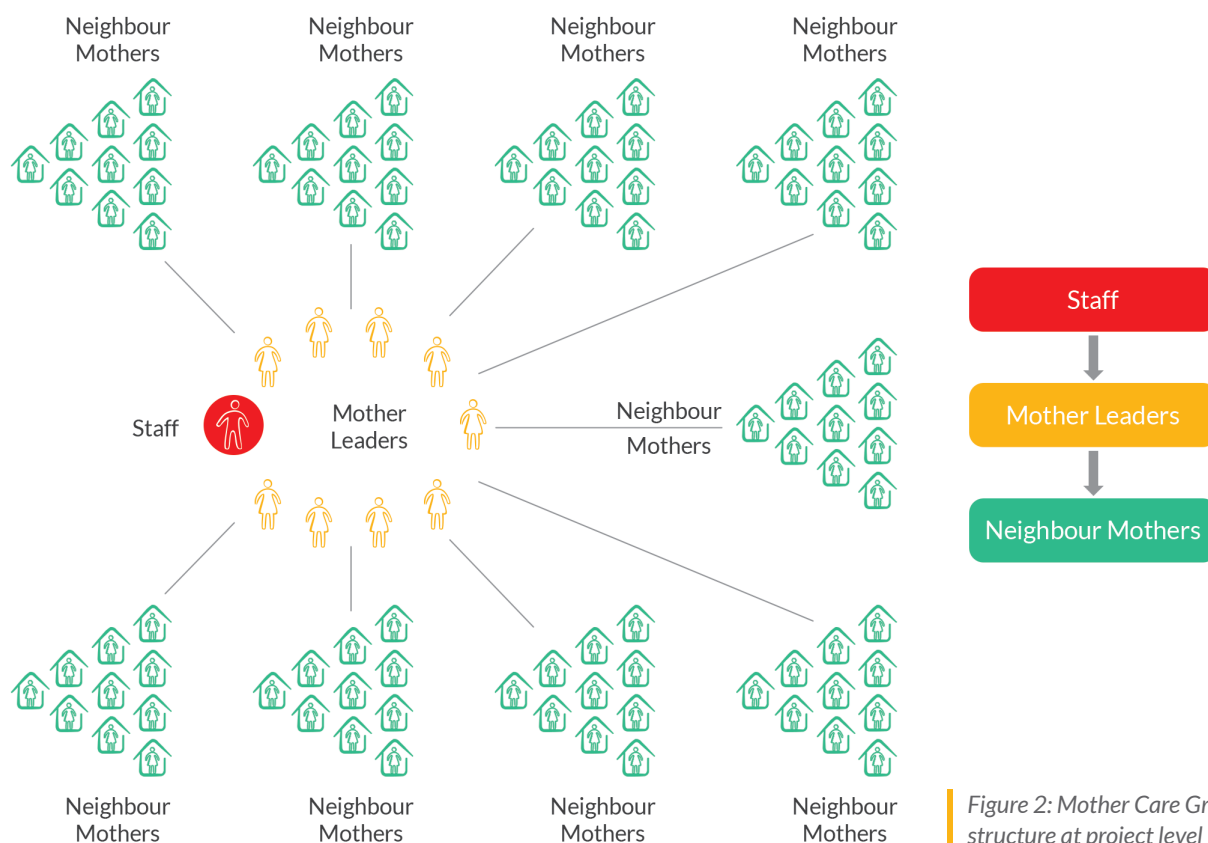 Neighbour
Mothers
Neighbour
Mothers
Neighbour
Mothers
Neighbour
Mothers
Staff
Mother
Leaders
Neighbour
Mothers
Staff
Mother Leaders
Neighbour Mothers
Neighbour
Mothers
Neighbour
Mothers
Neighbour
Mothers
Neighbour
Mothers
Figure 2: Mother Care Gr
structure at project level